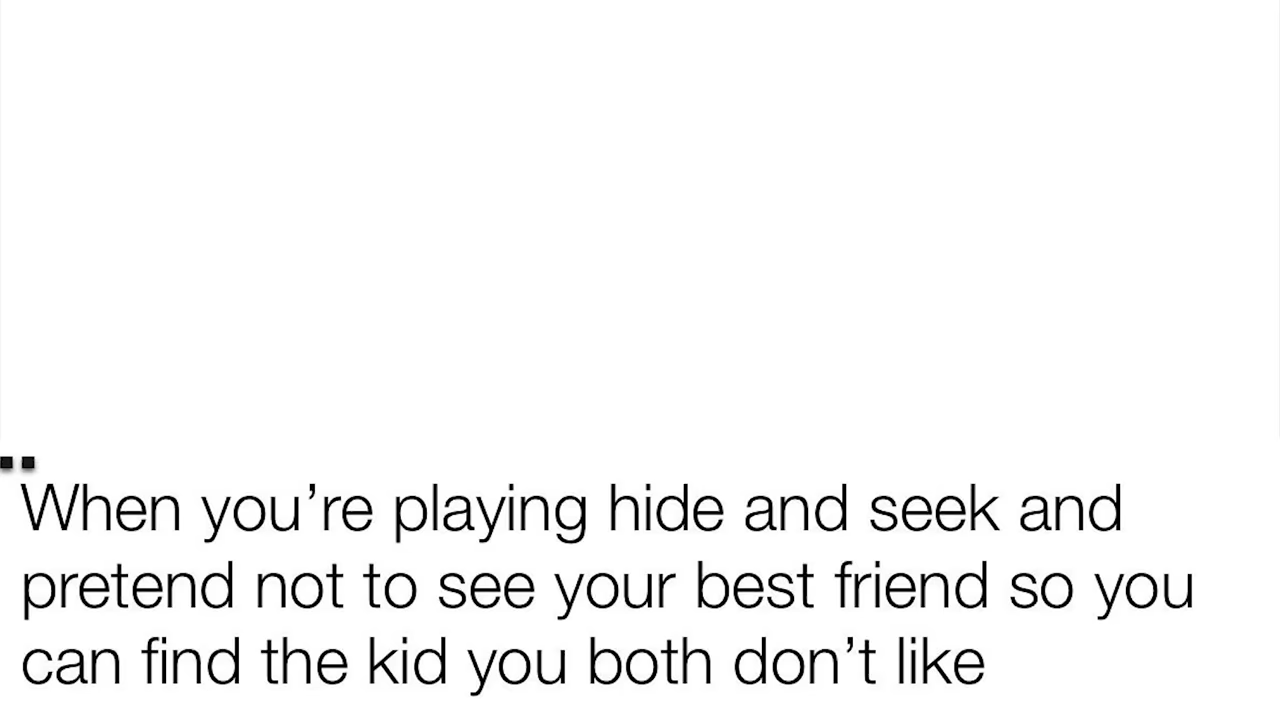 When you’re playing hide and seek and
pretend not to see your best friend so you
can find the kid you both don’t like